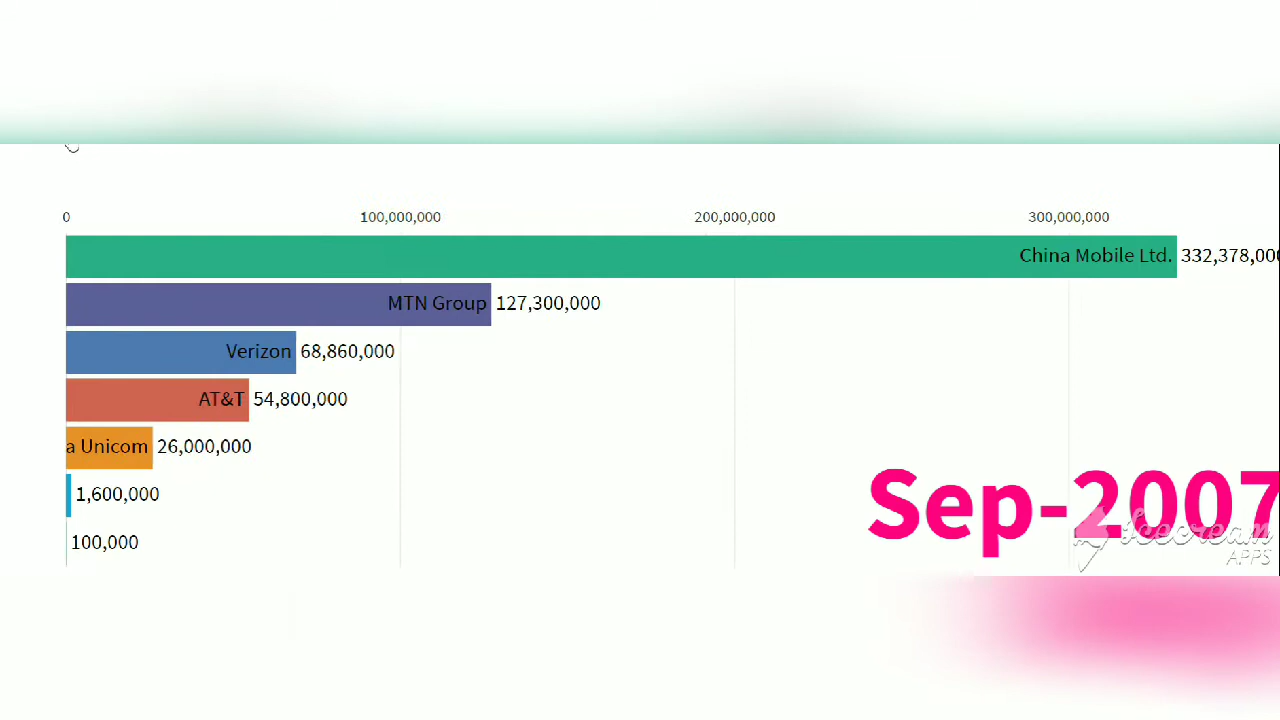 0 100,000,000 200,000,000 300,000,000
China Mobile Ltd. 332,378,000
MTN Group 127,300,000
Verizon 68,860,000
AT&T 54,800,000
a Unicom 26,000,000
1,600,000
100,000
Sep-2007
Icecream
APPS